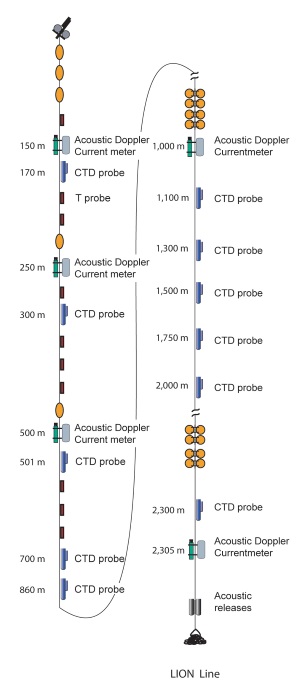 150 m Acoustic Doppler
Current meter
170 m CTD probe
T probe
250 m Acoustic Doppler
Current meter
300 m CTD probe
500 m Acoustic Doppler
Current meter
501 m CTD probe
700 m CTD probe
860 m CTD probe
1,000 m Acoustic Doppler
Currentmeter
1,100 m CTD probe
1,300 m CTD probe
1,500 m CTD probe
1,750 m CTD probe
2,000 m CTD probe
2,300 m CTD probe
2,305 m Acoustic Doppler
Currentmeter
Acoustic
releases
LION Line